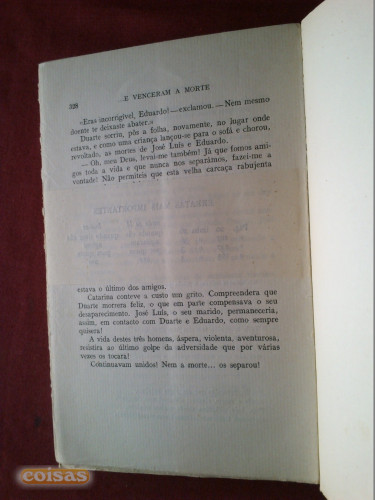 328
...E VENCERAM A MORTE
«Eras incorrigível, Eduardo!—exclamou. —Nem mesmo
doente te deixaste abater.»
Duarte sorriu, pôs a folha, novamente, no lugar onde
estava, e como uma criança lançou-se para o sofá e chorou,
revoltado, as mortes de José Luís e Eduardo.
— Oh, meu Deus, levai-me também! Já que fomos ami-
gos toda a vida e que nunca nos separámos, fazei-me a
vontade! Não permiteis que esta velha carcaça rabujenta
estava o último dos amigos.
Catarina conteve a custo um grito. Compreendera que
Duarte morrera feliz, o que em parte compensava o seu
desaparecimento. José Luís, o seu marido, permaneceria,
assim, em contacto com Duarte e Eduardo, como sempre
quisera!
A vida destes três homens, áspera, violenta, aventurosa,
resistira ao último golpe da adversidade que por várias
vezes os tocara!
Continuavam unidos! Nem a morte... os separou!
coisas